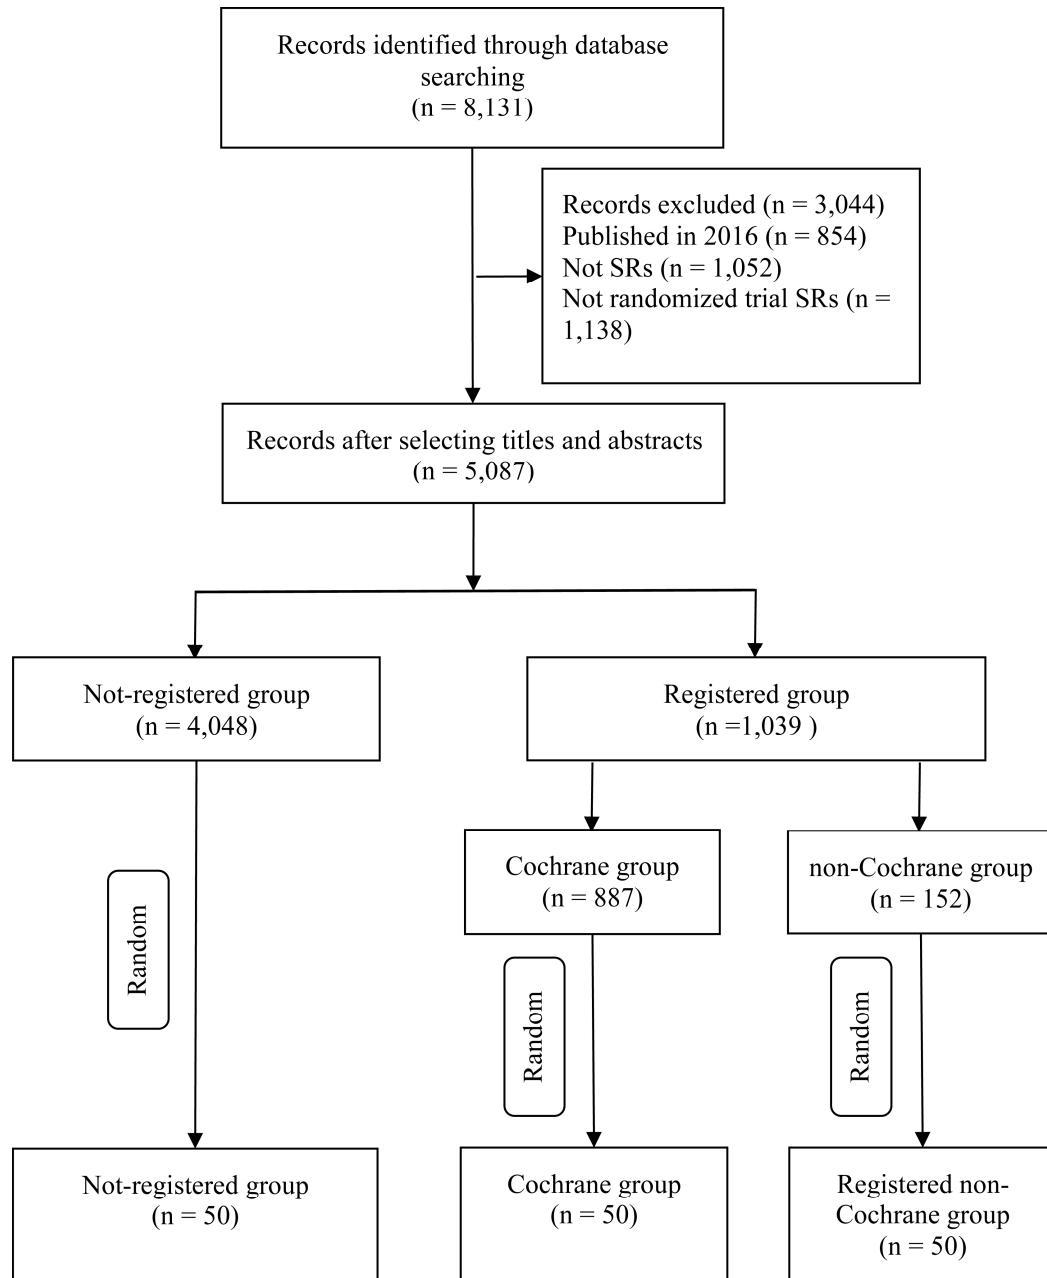 Records identified through database
searching
(n = 8,131)
Records excluded (n = 3,044)
Published in 2016 (n = 854)
Not SRs (n = 1,052)
Not randomized trial SRs (n =
1,138)
Records after selecting titles and abstracts
(n = 5,087)
Not-registered group
(n = 4,048)
Registered group
(n =1,039 )
Cochrane group
(n = 887)
non-Cochrane group
(n = 152)
Random
Random
Random
Not-registered group
(n = 50)
Cochrane group
(n = 50)
Registered non-
Cochrane group
(n = 50)